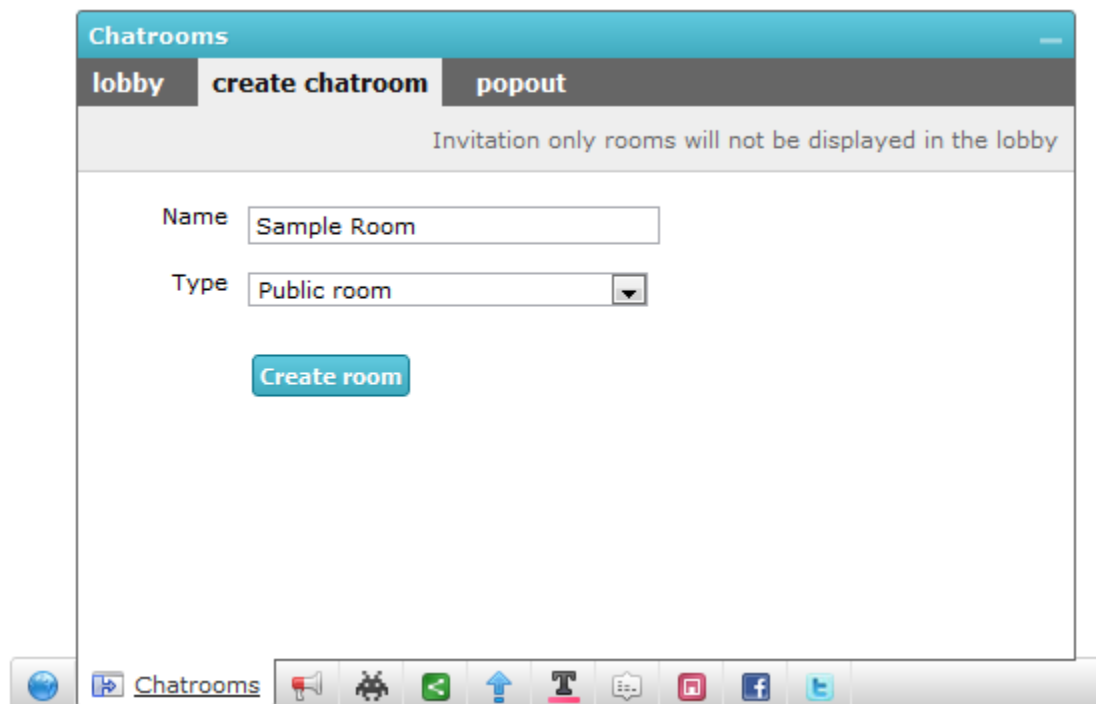 Chatrooms
lobby create chatroom popout
Invitation only rooms will not be displayed in the lobby
Name Sample Room
Type Public room
Create room
Chatrooms